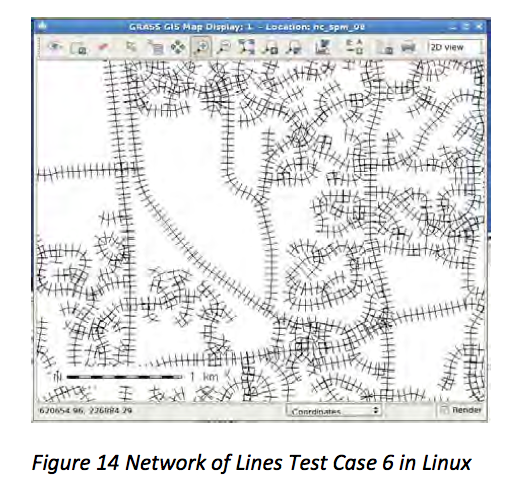 GRASS GIS Map Display: 1 - Location: nc_spm_08
2D view
1 km
620654.96, 226884.29
Coordinates
Render
Figure 14 Network of Lines Test Case 6 in Linux